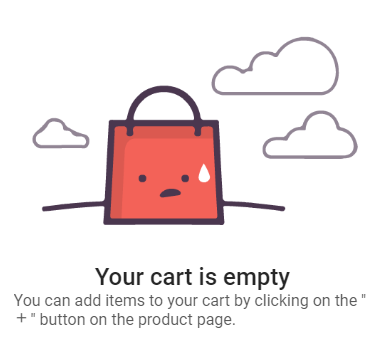 Your cart is empty
You can add items to your cart by clicking on the "
+ " button on the product page.